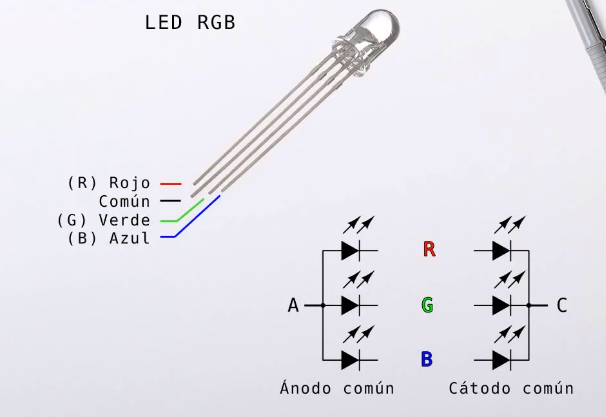 LED RGB
(R) Rojo
Común
(G) Verde
(B) Azul
R
A G C
B
Ánodo común Cátodo común